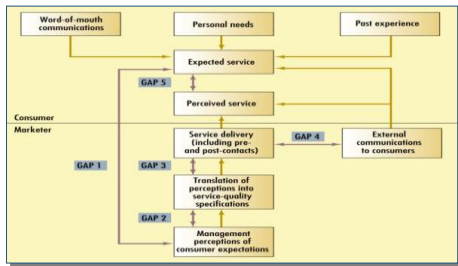 Word-of-mouth
communications
Personal needs
Past experience
Expected service
GAP 5
Perceived service
Consumer
Marketer
Service delivery
(including pre-
and post-contacts)
GAP 4
External
communications
to consumers
GAP 1
GAP 3
Translation of
perceptions into
service-quality
specifications
GAP 2
Management
perceptions of
consumer expectations